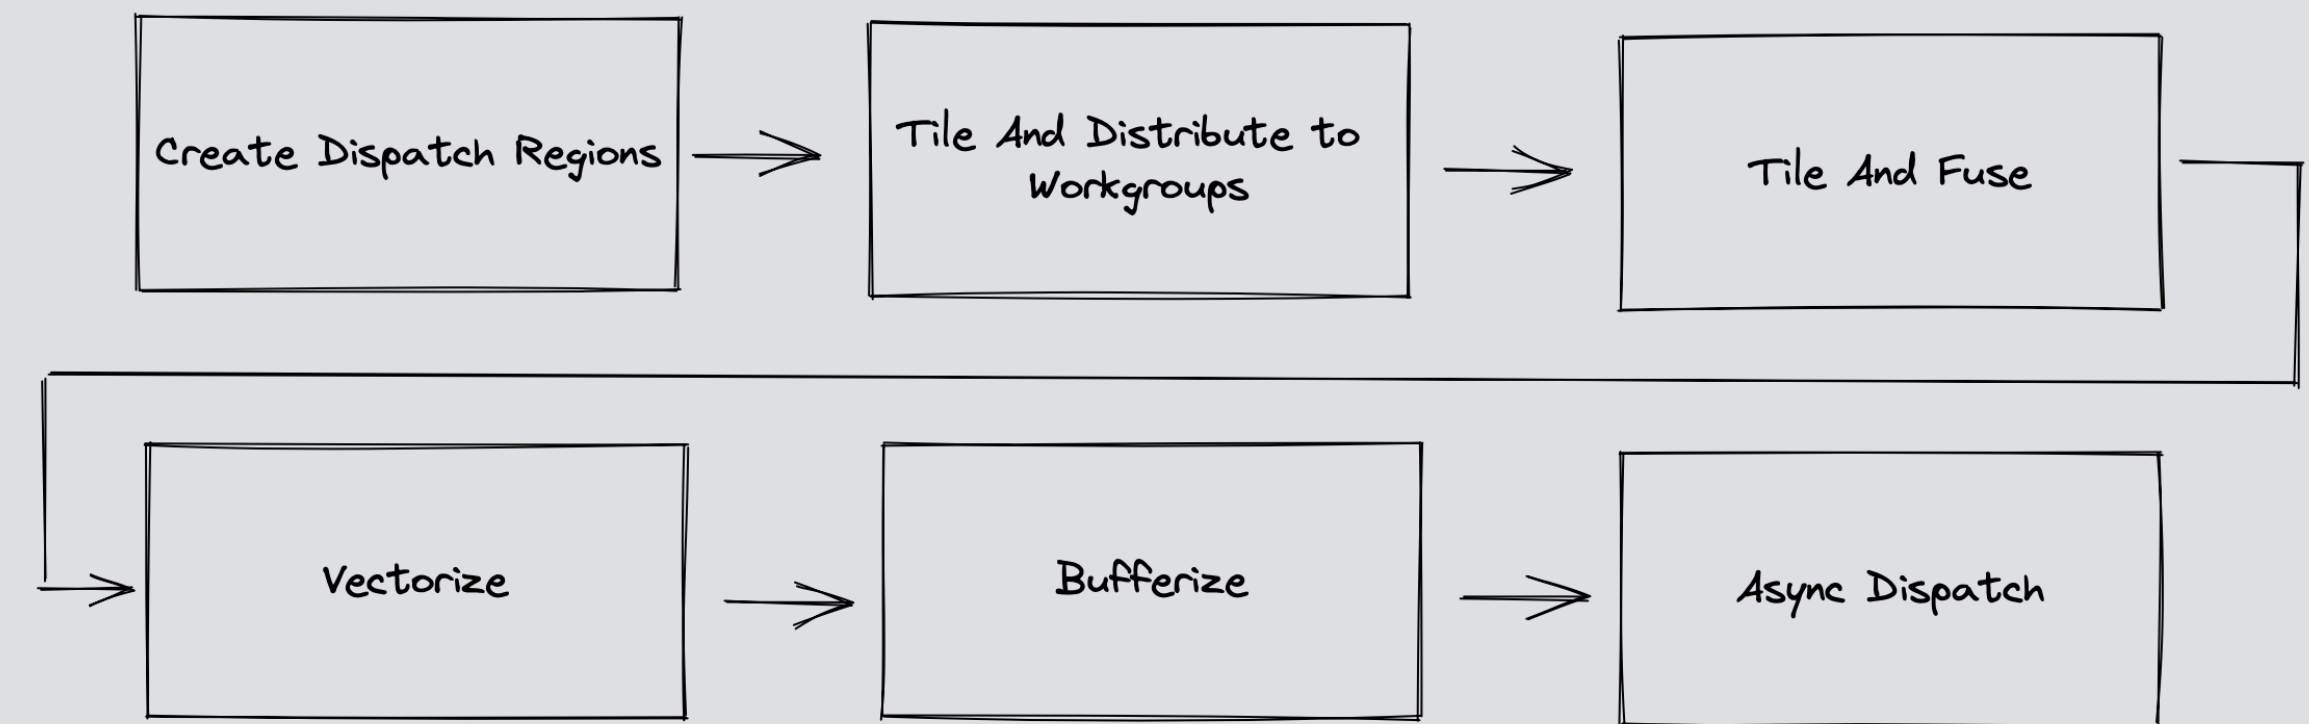 Create Dispatch Regions
Tile And Distribute to
Workgroups
Tile And Fuse
Vectorize
Bufferize
Async Dispatch